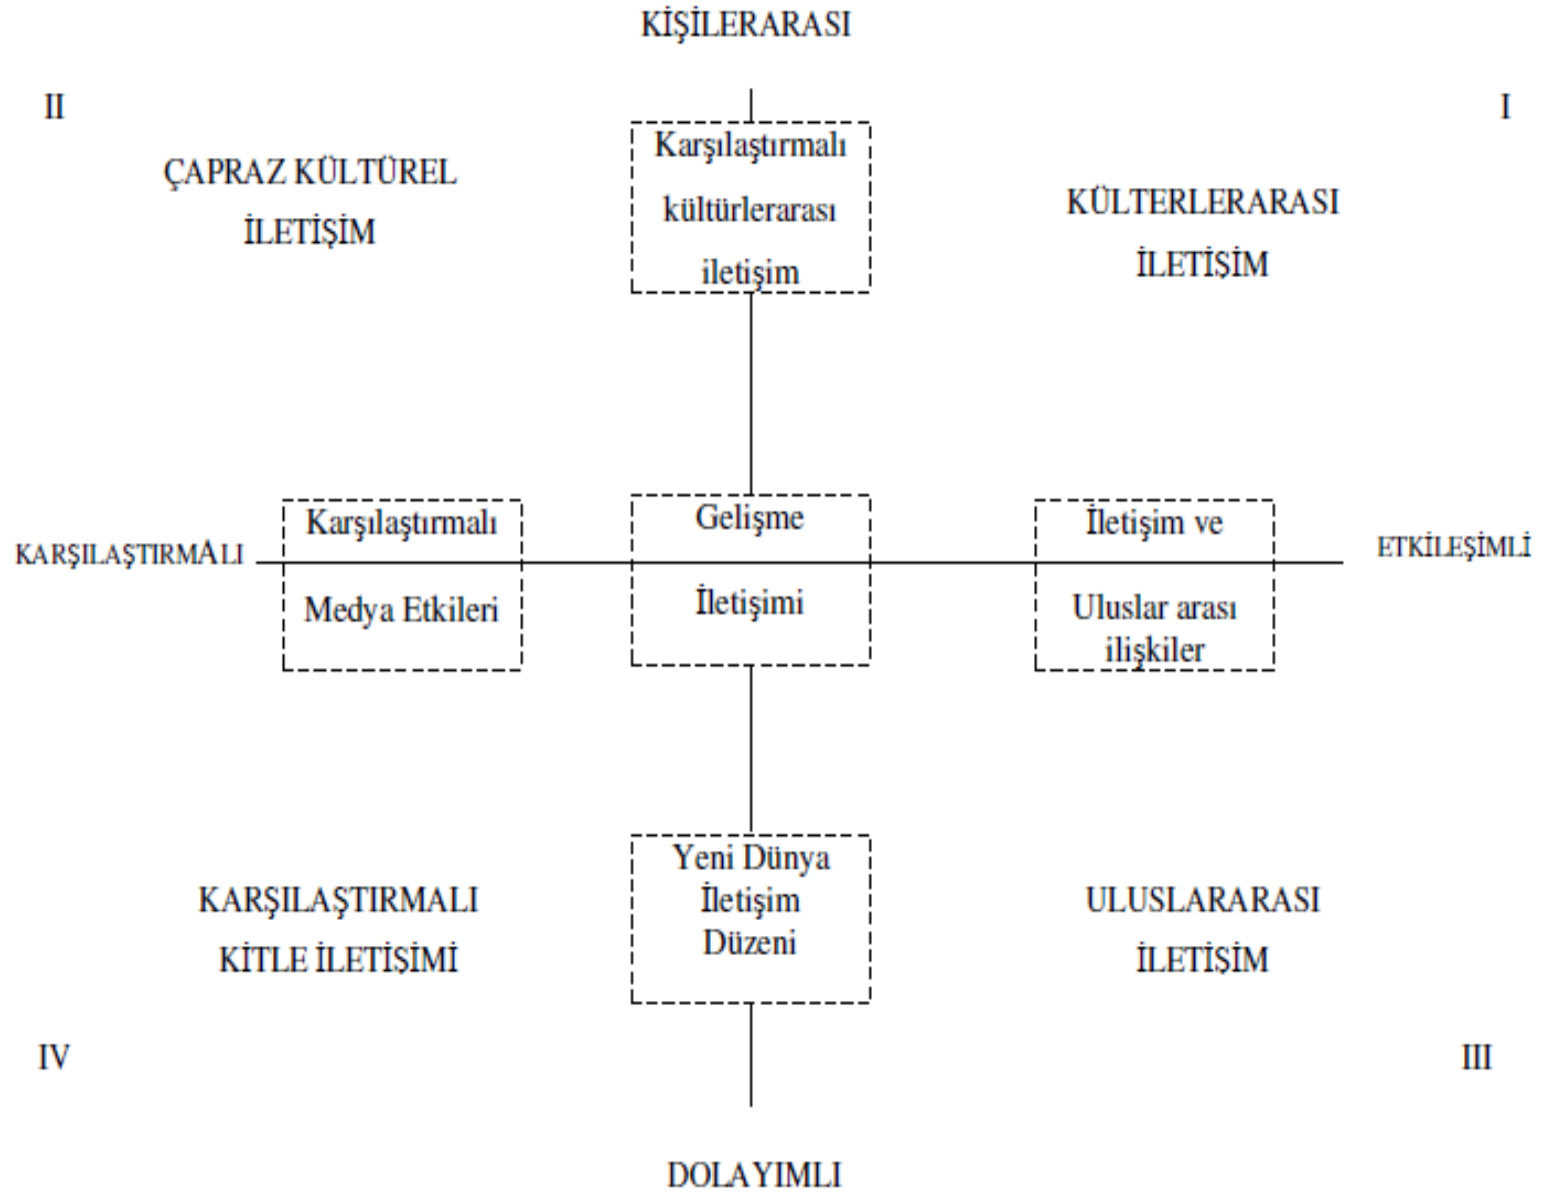 KİŞİLERARASI
II
I
ÇAPRAZ KÜLTÜREL
İLETİŞİM
Karşılaştırmalı
kültürlerarası
iletişim
KÜLTERLERARASI
İLETİŞİM
KARŞILAŞTIRMALI
Karşılaştırmalı
Medya Etkileri
Gelişme
İletişimi
İletişim ve
Uluslar arası
ilişkiler
ETKİLEŞİMLİ
KARŞILAŞTIRMALI
KİTLE İLETİŞİMİ
Yeni Dünya
İletişim
Düzeni
ULUSLARARASI
İLETİŞİM
IV
III
DOLAYIMLI